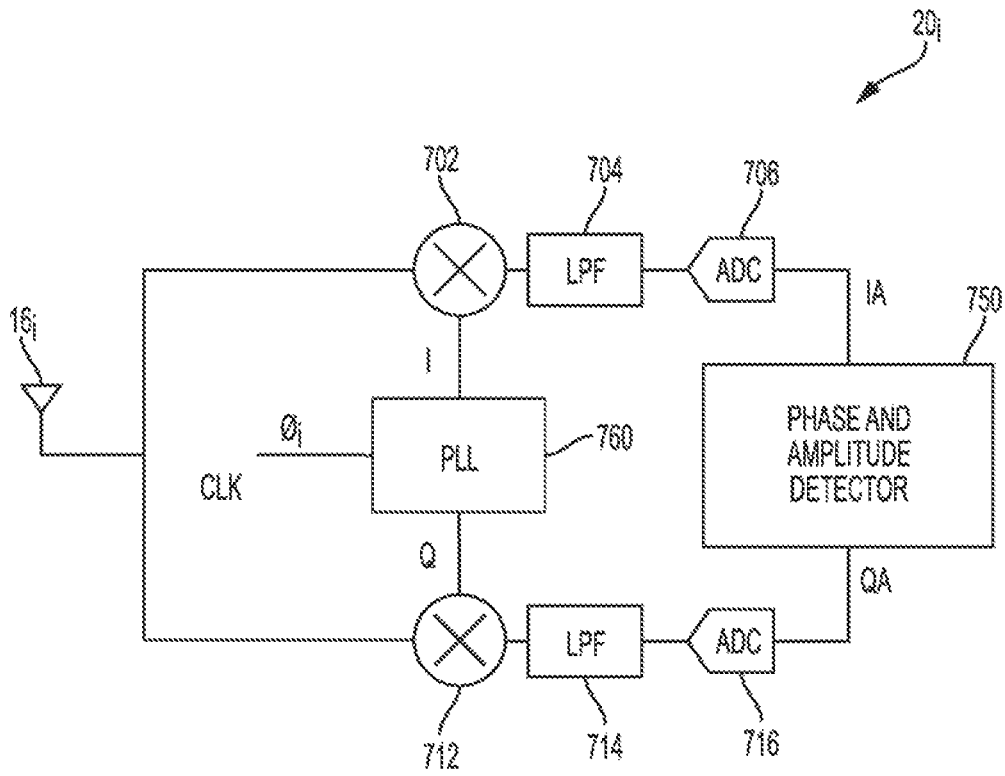 20i
702
704
706
LPF
ADC
IA
750
16i
I
Øi
PLL
760
CLK
PHASE AND
AMPLITUDE
DETECTOR
Q
QA
LPF
ADC
712
714
716